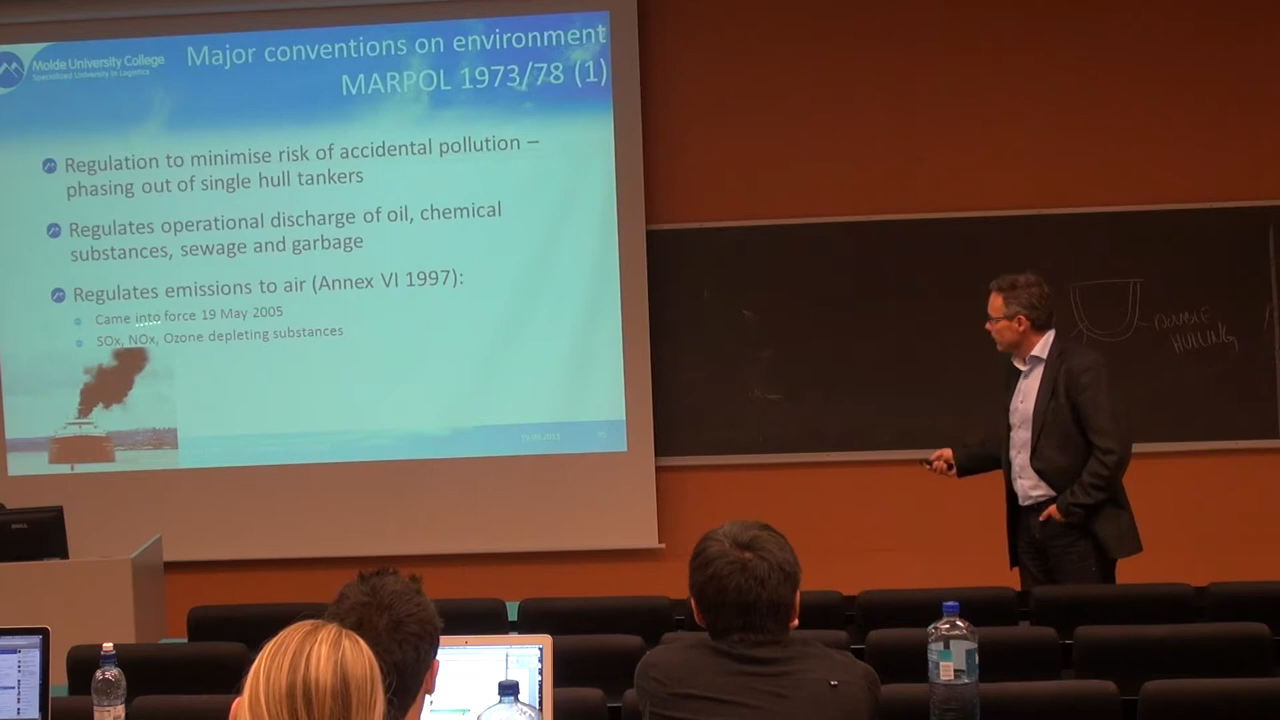 Molde University College
Specialized University in Logistics
Major conventions on environment
MARPOL 1973/78 (1)
Regulation to minimise risk of accidental pollution –
phasing out of single hull tankers
Regulates operational discharge of oil, chemical
substances, sewage and garbage
Regulates emissions to air (Annex VI 1997):
Came into force 19 May 2005
SOx, NOx, Ozone depleting substances
DOUBLE
HULLING
DELL